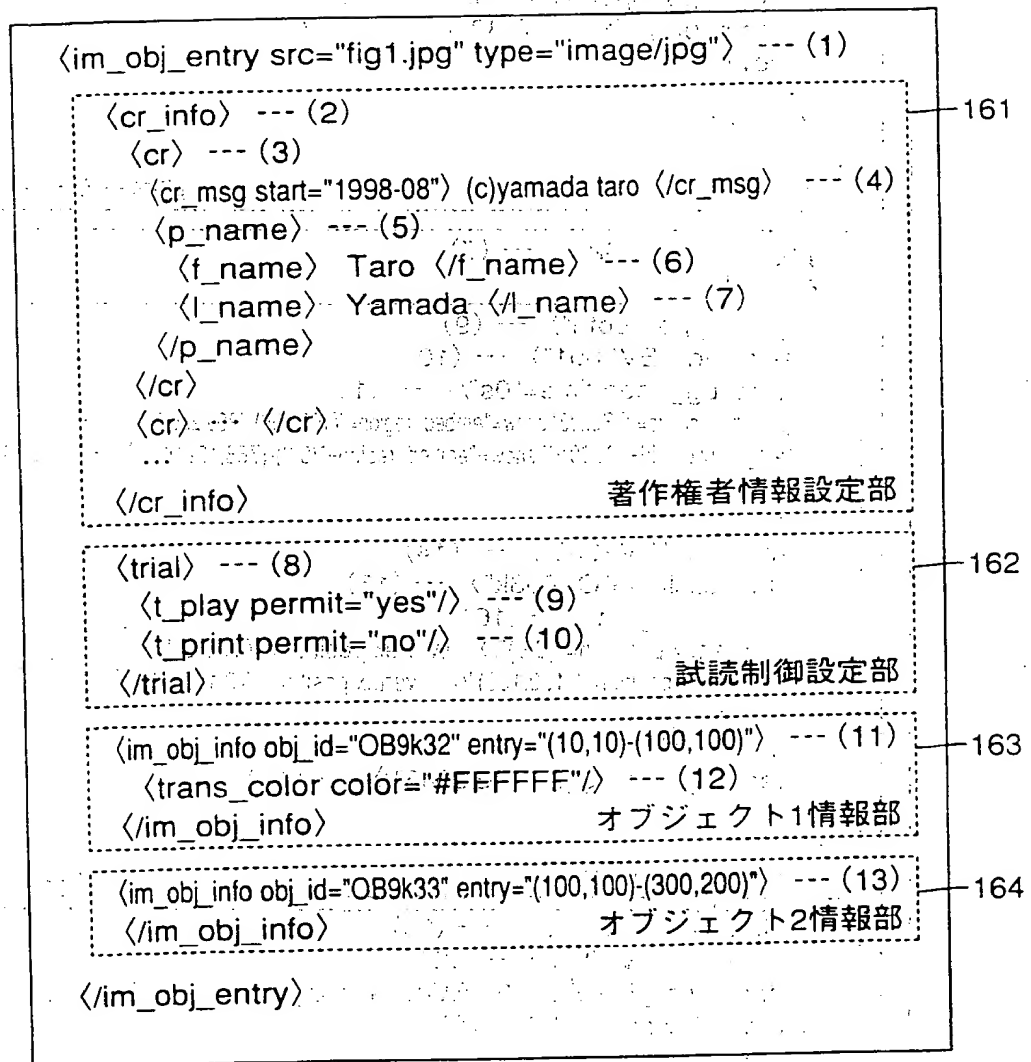 〈im_obj_entry src="fig1.jpg" type="image/jpg"〉 --- (1)
〈cr_info〉 --- (2)
161
〈cr〉 --- (3)
〈cr_msg start="1998-08"〉 (c)yamada taro 〈/cr_msg〉 --- (4)
〈p_name〉 --- (5)
〈f_name〉 Taro 〈/f_name〉 --- (6)
〈l_name〉 Yamada 〈/l_name〉 --- (7)
〈/p_name〉
〈/cr〉
〈cr〉 〈/cr〉
...
〈/cr_info〉 著作権者情報設定部
〈trial〉 --- (8)
162
〈t_play permit="yes"/〉 --- (9)
〈t_print permit="no"/〉 --- (10)
〈/trial〉 試読制御設定部
〈im_obj_info obj_id="OB9k32" entry="(10,10)-(100,100)"〉 --- (11)
163
〈trans_color color="#FFFFFF"/〉 --- (12)
〈/im_obj_info〉 オブジェクト1情報部
〈im_obj_info obj_id="OB9k33" entry="(100,100)-(300,200)"〉 --- (13)
164
〈/im_obj_info〉 オブジェクト2情報部
〈/im_obj_entry〉